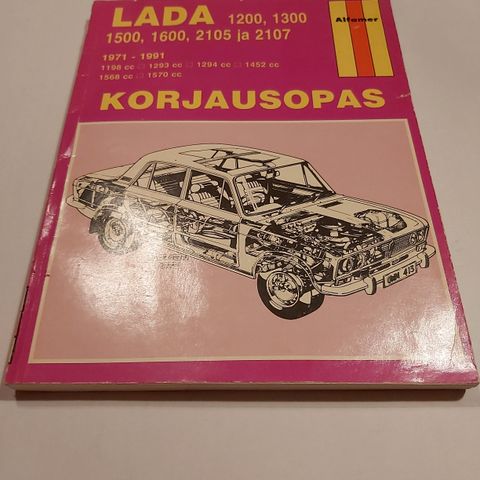 LADA 1200, 1300
1500, 1600, 2105 ja 2107
Alfamer
1971 - 1991
1198 cc □ 1293 cc □ 1294 cc □ 1452 cc
1568 cc □ 1570 cc
KORJAUSOPAS